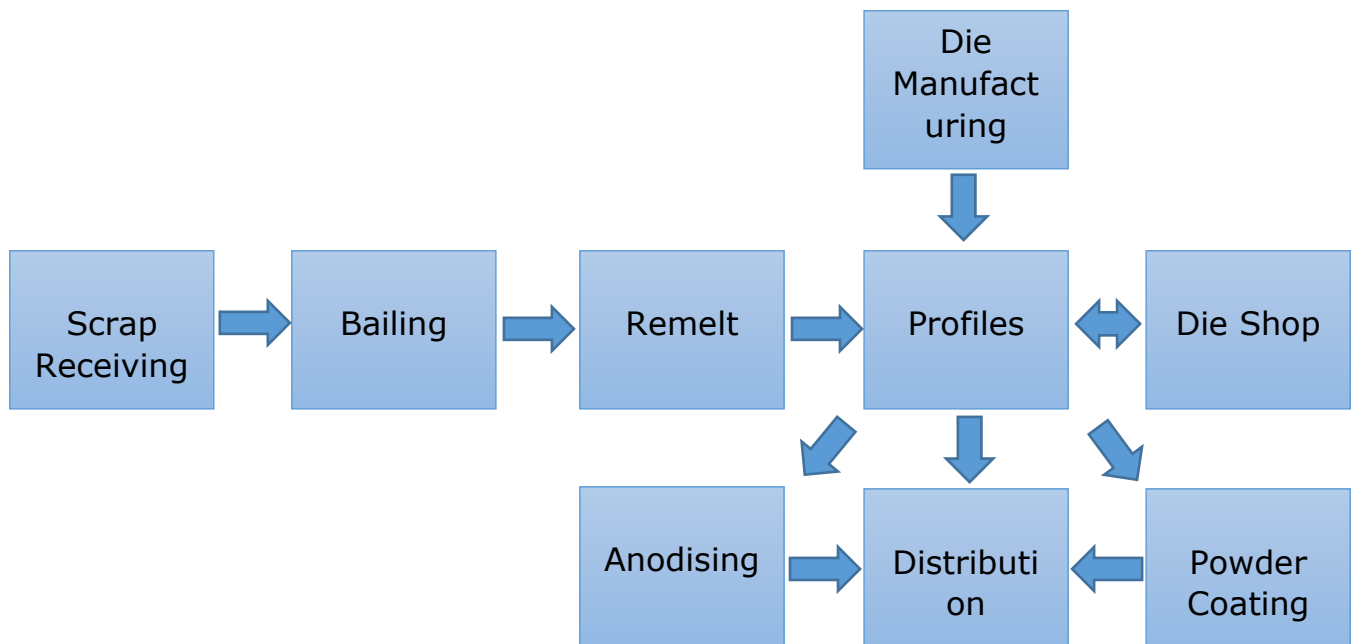 Die
Manufact
uring
Scrap
Receiving
Bailing
Remelt
Profiles
Die Shop
Anodising
Distributi
on
Powder
Coating